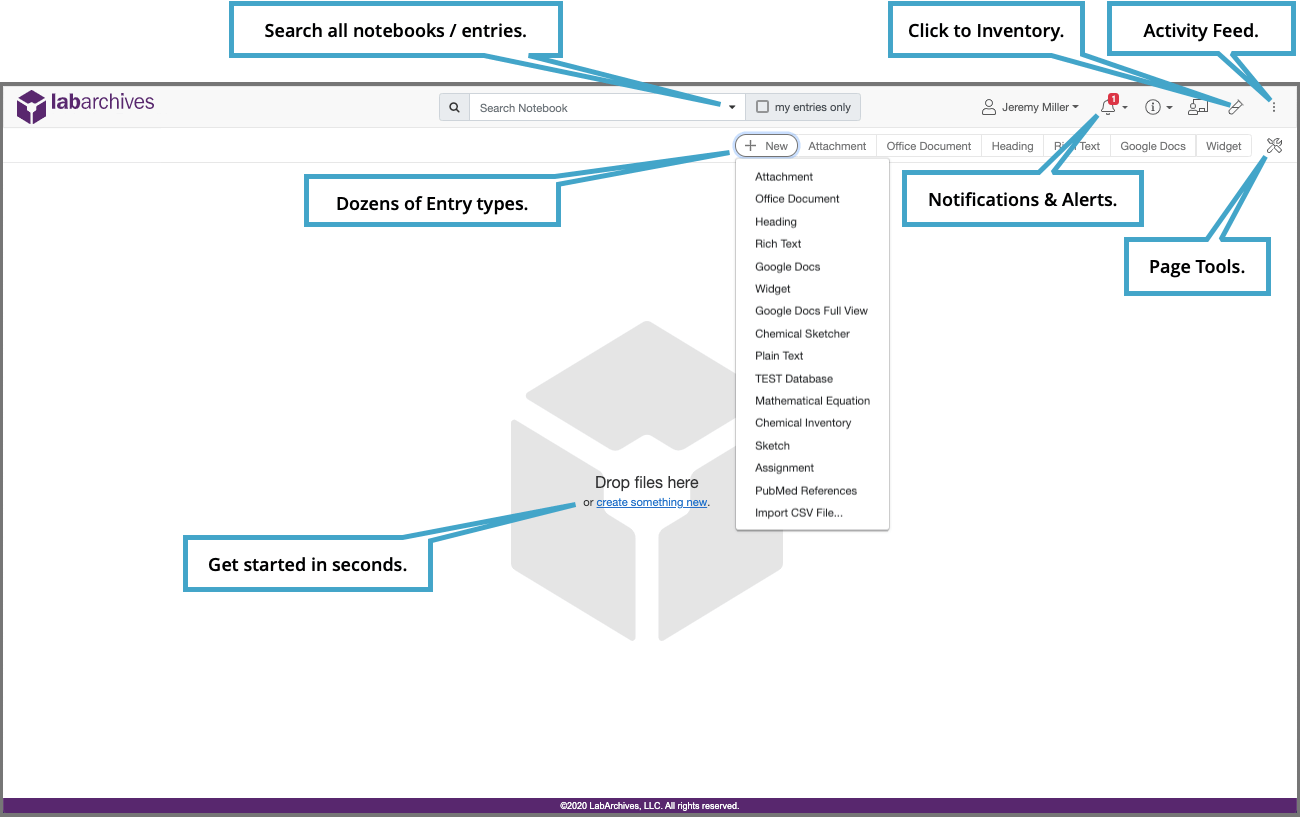 Search all notebooks / entries.
Click to Inventory.
Activity Feed.
labarchives
Search Notebook
my entries only
Jeremy Miller
1
New
Attachment
Office Document
Heading
Rich Text
Google Docs
Widget
Dozens of Entry types.
Notifications & Alerts.
Page Tools.
Attachment
Office Document
Heading
Rich Text
Google Docs
Widget
Google Docs Full View
Chemical Sketcher
Plain Text
TEST Database
Mathematical Equation
Chemical Inventory
Sketch
Assignment
PubMed References
Import CSV File...
Drop files here
or create something new.
Get started in seconds.
©2020 LabArchives, LLC. All rights reserved.